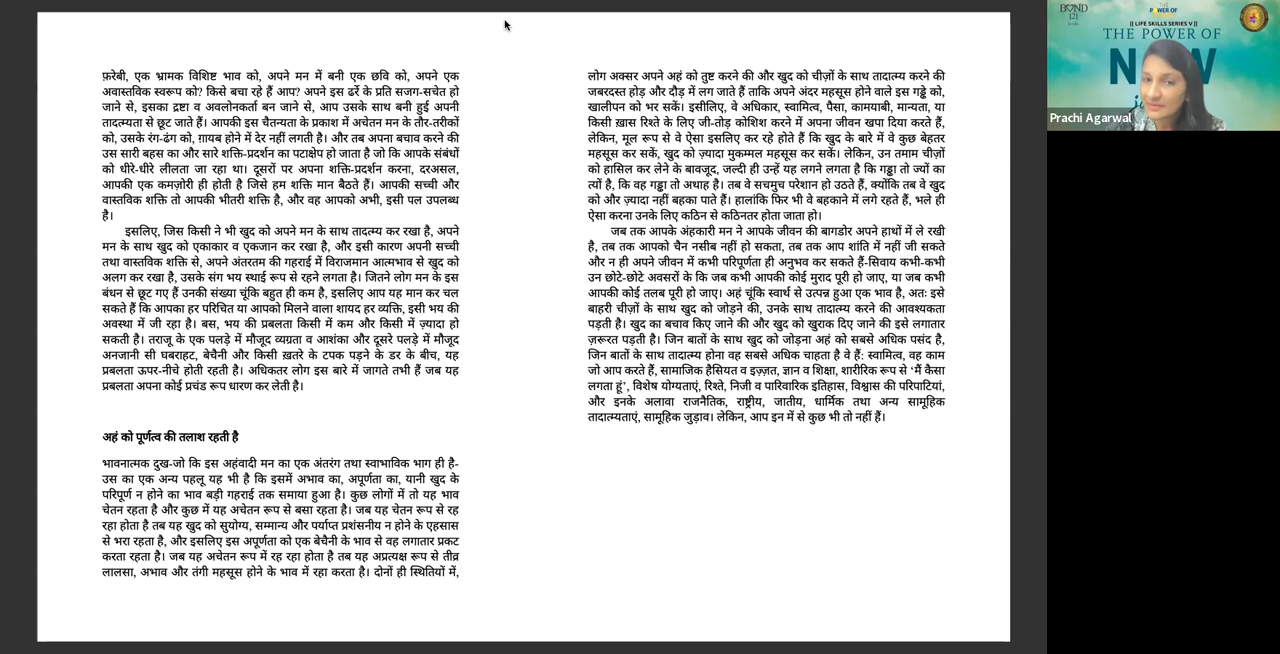 फ़रेबी, एक भ्रामक विशिष्ट भाव को, अपने मन में बनी एक छवि को, अपने एक
अवास्तविक स्वरूप को? किसे बचा रहे हैं आप? अपने इस ढर्रे के प्रति सजग-सचेत हो
जाने से, इसका द्रष्टा व अवलोनकर्ता बन जाने से, आप उसके साथ बनी हुई अपनी
तादात्म्यता से छूट जाते हैं। आपकी इस चैतन्यता के प्रकाश में अचेतन मन के तौर-तरीकों
को, उसके रंग-ढंग को, ग़ायब होने में देर नहीं लगती है। और तब अपना बचाव करने की
उस सारी बहस का और सारे शक्ति-प्रदर्शन का पटाक्षेप हो जाता है जो कि आपके संबंधों
को धीरे-धीरे लीलता जा रहा था। दूसरों पर अपना शक्ति-प्रदर्शन करना, दरअसल,
आपकी एक कमज़ोरी ही होती है जिसे हम शक्ति मान बैठते हैं। आपकी सच्ची और
वास्तविक शक्ति तो आपकी भीतरी शक्ति है, और वह आपको अभी, इसी पल उपलब्ध
है।
इसलिए, जिस किसी ने भी खुद को अपने मन के साथ तादात्म्य कर रखा है, अपने
मन के साथ खुद को एकाकार व एकजान कर रखा है, और इसी कारण अपनी सच्ची
तथा वास्तविक शक्ति से, अपने अंतरतम की गहराई में विराजमान आत्मभाव से खुद को
अलग कर रखा है, उसके संग भय स्थाई रूप से रहने लगता है। जितने लोग मन के इस
बंधन से छूट गए हैं उनकी संख्या चूंकि बहुत ही कम है, इसलिए आप यह मान कर चल
सकते हैं कि आपका हर परिचित या आपको मिलने वाला शायद हर व्यक्ति, इसी भय की
अवस्था में जी रहा है। बस, भय की प्रबलता किसी में कम और किसी में ज़्यादा हो
सकती है। तराजू के एक पलड़े में मौजूद व्यग्रता व आशंका और दूसरे पलड़े में मौजूद
अनजानी सी घबराहट, बेचैनी और किसी ख़तरे के टपक पड़ने के डर के बीच, यह
प्रबलता ऊपर-नीचे होती रहती है। अधिकतर लोग इस बारे में जागते तभी हैं जब यह
प्रबलता अपना कोई प्रचंड रूप धारण कर लेती है।
अहं को पूर्णत्व की तलाश रहती है
भावनात्मक दुख-जो कि इस अहंवादी मन का एक अंतरंग तथा स्वाभाविक भाग ही है-
उस का एक अन्य पहलू यह भी है कि इसमें अभाव का, अपूर्णता का, यानी खुद के
परिपूर्ण न होने का भाव बड़ी गहराई तक समाया हुआ है। कुछ लोगों में तो यह भाव
चेतन रहता है और कुछ में यह अचेतन रूप से बसा रहता है। जब यह चेतन रूप से रह
रहा होता है तब यह खुद को सुयोग्य, सम्मान्य और पर्याप्त प्रशंसनीय न होने के एहसास
से भरा रहता है, और इसलिए इस अपूर्णता को एक बेचैनी के भाव से वह लगातार प्रकट
करता रहता है। जब यह अचेतन रूप में रह रहा होता है तब यह अप्रत्यक्ष रूप से तीव्र
लालसा, अभाव और तंगी महसूस होने के भाव में रहा करता है। दोनों ही स्थितियों में,
लोग अक्सर अपने अहं को तुष्ट करने की और खुद को चीज़ों के साथ तादात्म्य करने की
जबरदस्त होड़ और दौड़ में लग जाते हैं ताकि अपने अंदर महसूस होने वाले इस गड्ढे को,
खालीपन को भर सकें। इसीलिए, वे अधिकार, स्वामित्व, पैसा, कामयाबी, मान्यता, या
किसी ख़ास रिश्ते के लिए जी-तोड़ कोशिश करने में अपना जीवन खपा दिया करते हैं,
लेकिन, मूल रूप से वे ऐसा इसलिए कर रहे होते हैं कि खुद के बारे में वे कुछ बेहतर
महसूस कर सकें, खुद को ज़्यादा मुकम्मल महसूस कर सकें। लेकिन, उन तमाम चीज़ों
को हासिल कर लेने के बावजूद, जल्दी ही उन्हें यह लगने लगता है कि गड्ढा तो ज्यों का
त्यों है, कि वह गड्ढा तो अथाह है। तब वे सचमुच परेशान हो उठते हैं, क्योंकि तब वे खुद
को और ज़्यादा नहीं बहका पाते हैं। हालांकि फिर भी वे बहकाने में लगे रहते हैं, भले ही
ऐसा करना उनके लिए कठिन से कठिनतर होता जाता हो।
जब तक आपके अंहकारी मन ने आपके जीवन की बागडोर अपने हाथों में ले रखी
है, तब तक आपको चैन नसीब नहीं हो सकता, तब तक आप शांति में नहीं जी सकते
और न ही अपने जीवन में कभी परिपूर्णता ही अनुभव कर सकते हैं-सिवाय कभी-कभी
उन छोटे-छोटे अवसरों के कि जब कभी आपकी कोई मुराद पूरी हो जाए, या जब कभी
आपकी कोई तलब पूरी हो जाए। अहं चूंकि स्वार्थ से उत्पन्न हुआ एक भाव है, अतः इसे
बाहरी चीज़ों के साथ खुद को जोड़ने की, उनके साथ तादात्म्य करने की आवश्यकता
पड़ती है। खुद का बचाव किए जाने की और खुद को खुराक दिए जाने की इसे लगातार
ज़रूरत पड़ती है। जिन बातों के साथ खुद को जोड़ना अहं को सबसे अधिक पसंद है,
जिन बातों के साथ तादात्म्य होना वह सबसे अधिक चाहता है वे हैं: स्वामित्व, वह काम
जो आप करते हैं, सामाजिक हैसियत व इज़्ज़त, ज्ञान व शिक्षा, शारीरिक रूप से ‘मैं कैसा
लगता हूं’, विशेष योग्यताएं, रिश्ते, निजी व पारिवारिक इतिहास, विश्वास की परिपाटियां,
और इनके अलावा राजनैतिक, राष्ट्रीय, जातीय, धार्मिक तथा अन्य सामूहिक
तादात्म्यताएं, सामूहिक जुड़ाव। लेकिन, आप इन में से कुछ भी तो नहीं हैं।
BOND
121
THE
POWER OF
|| LIFE SKILLS SERIES V ||
THE POWER OF
Prachi Agarwal